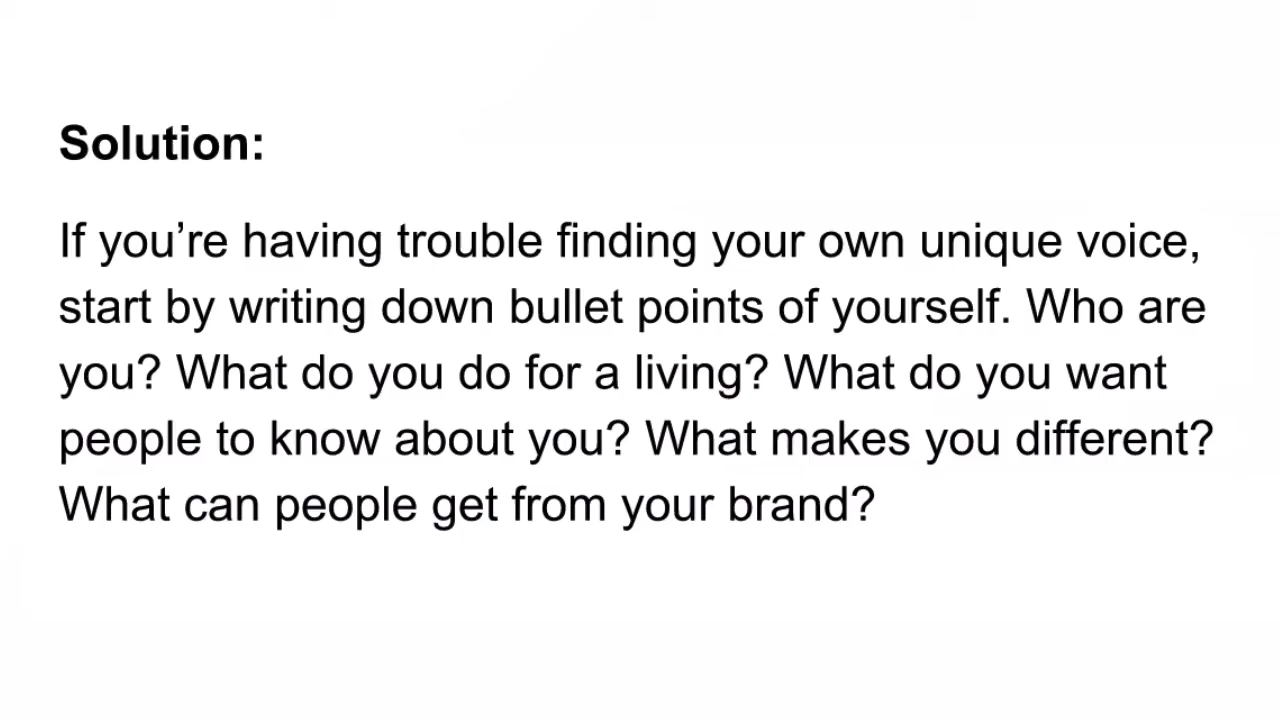 Solution:
If you’re having trouble finding your own unique voice,
start by writing down bullet points of yourself. Who are
you? What do you do for a living? What do you want
people to know about you? What makes you different?
What can people get from your brand?